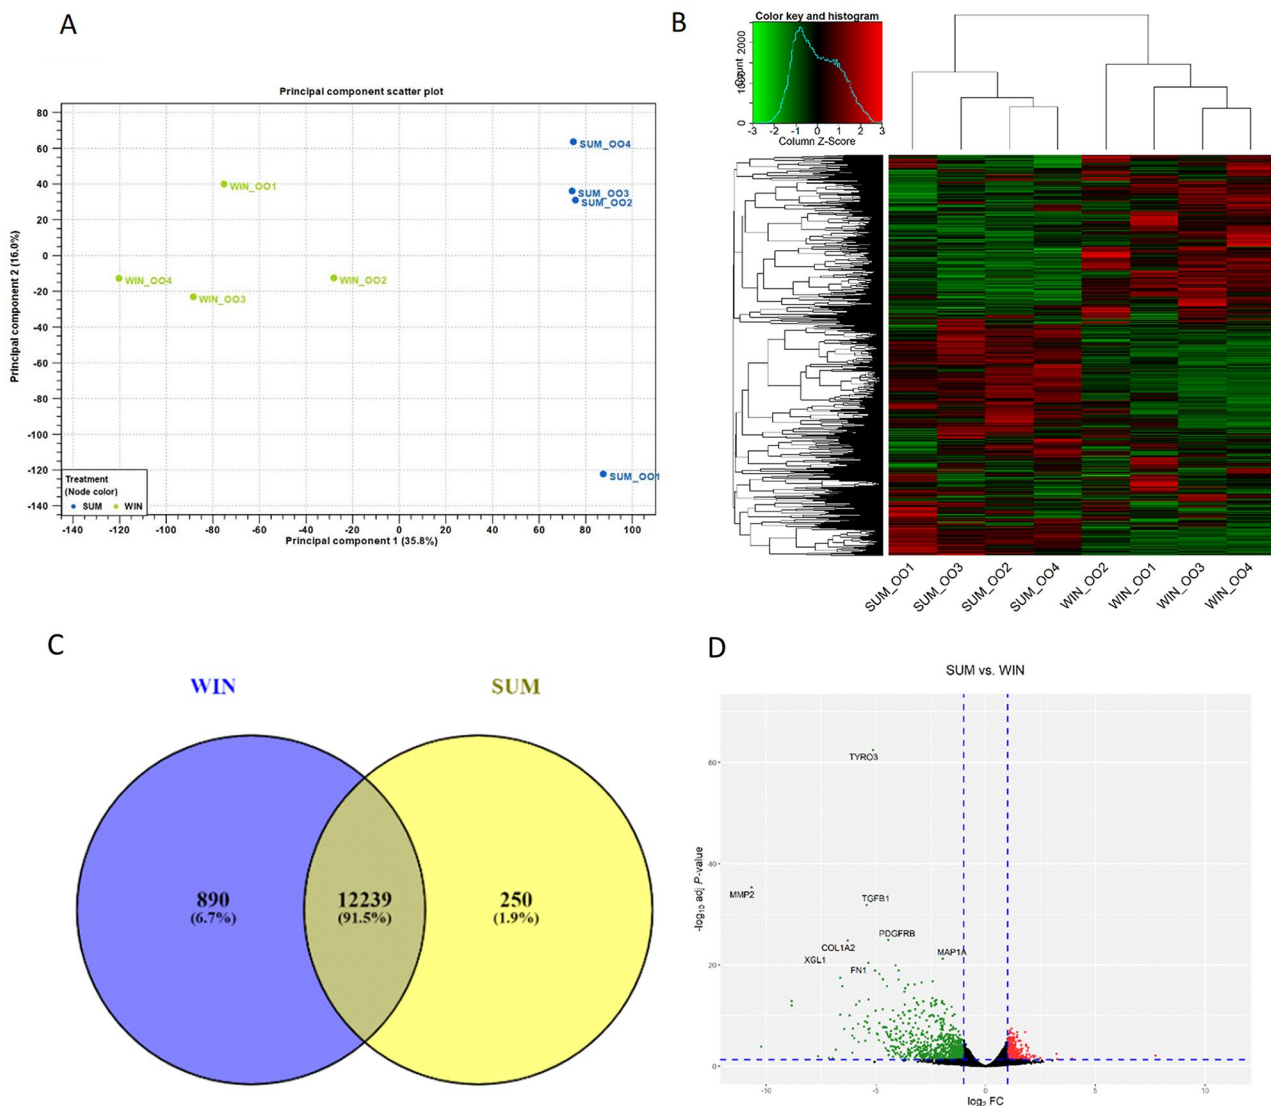 A
Principal component scatter plot
Principal component 2 (16.0%)
80
60
40
20
0
-20
-40
-60
-80
-100
-120
-140
SUM_OO4
SUM_OO3
SUM_OO2
WIN_OO1
WIN_OO4
WIN_OO3
WIN_OO2
SUM_OO1
Treatment
(Node color)
SUM WIN
-140 -120 -100 -80 -60 -40 -20 0 20 40 60 80 100
Principal component 1 (35.8%)
B
Color key and histogram
Count
0 2000
-3 -2 -1 0 1 2 3
Column Z-Score
SUM_OO1
SUM_OO3
SUM_OO2
SUM_OO4
WIN_OO2
WIN_OO1
WIN_OO3
WIN_OO4
C
WIN SUM
890
(6.7%)
12239
(91.5%)
250
(1.9%)
D
SUM vs. WIN
-log10 adj P-value
60
40
20
0
TYRO3
MMP2
TGFB1
PDGFRB
COL1A2
MAP1A
XGL1
FN1
-10 -5 0 5 10
log2 FC